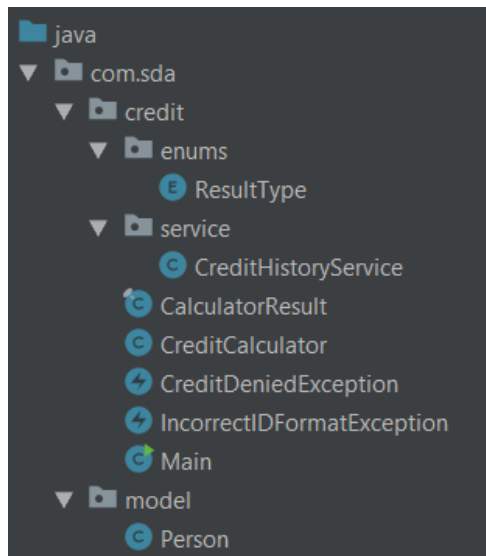 java
com.sda
credit
enums
E ResultType
service
C CreditHistoryService
C CalculatorResult
C CreditCalculator
CreditDeniedException
IncorrectIDFormatException
C Main
model
C Person